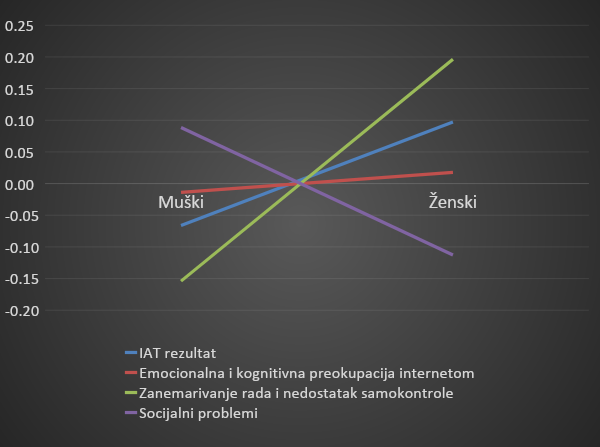 0.25
0.20
0.15
0.10
0.05
0.00
-0.05
-0.10
-0.15
-0.20
Muški Ženski
IAT rezultat
Emocionalna i kognitivna preokupacija internetom
Zanemarivanje rada i nedostatak samokontrole
Socijalni problemi